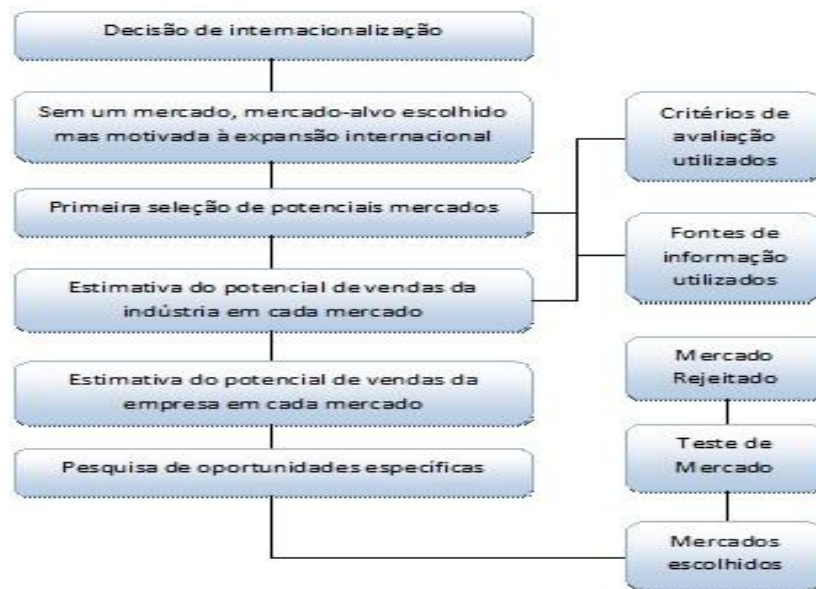 Decisão de internacionalização
Sem um mercado, mercado-alvo escolhido
mas motivada à expansão internacional
Primeira seleção de potenciais mercados
Estimativa do potencial de vendas da
indústria em cada mercado
Estimativa do potencial de vendas da
empresa em cada mercado
Pesquisa de oportunidades específicas
Critérios de
avaliação
utilizados
Fontes de
informação
utilizados
Mercado
Rejeitado
Teste de
Mercado
Mercados
escolhidos